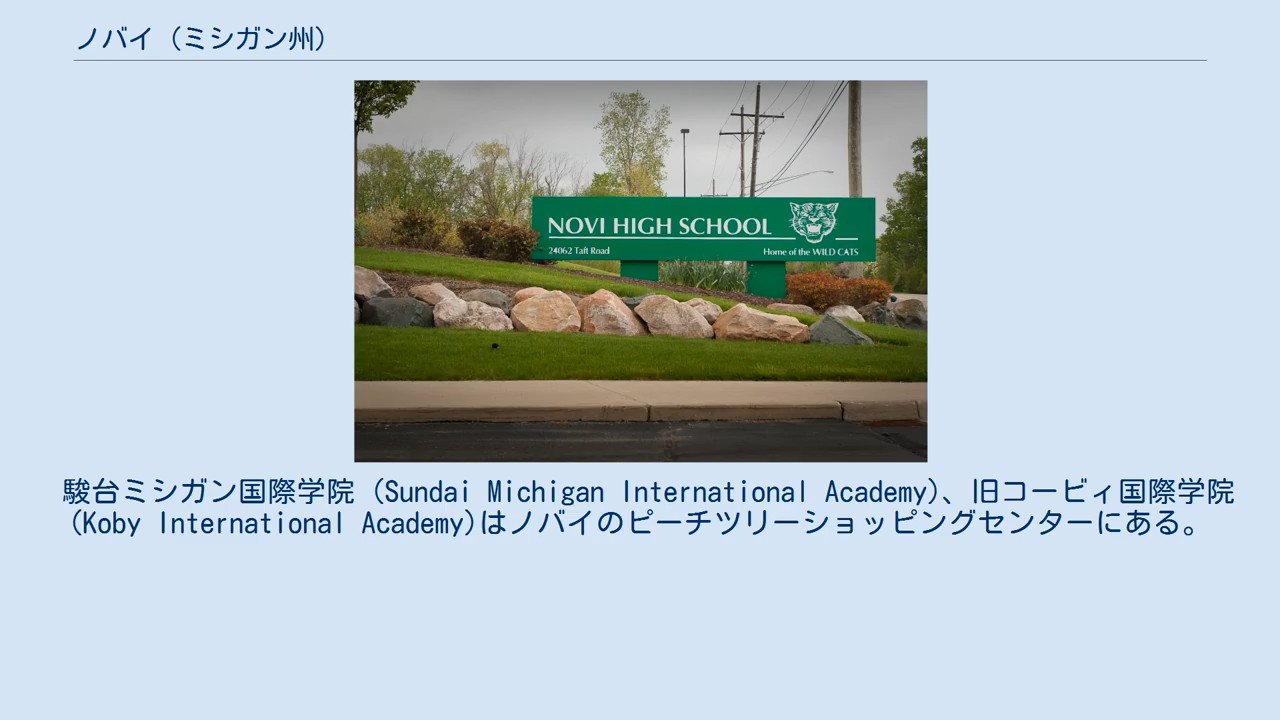 ノバイ（ミシガン州）
NOVI HIGH SCHOOL
24062 Taft Road
Home of the WILD CATS
駿台ミシガン国際学院（Sundai Michigan International Academy)、旧コービィ国際学院
(Koby International Academy)はノバイのピーチツリーショッピングセンターにある。